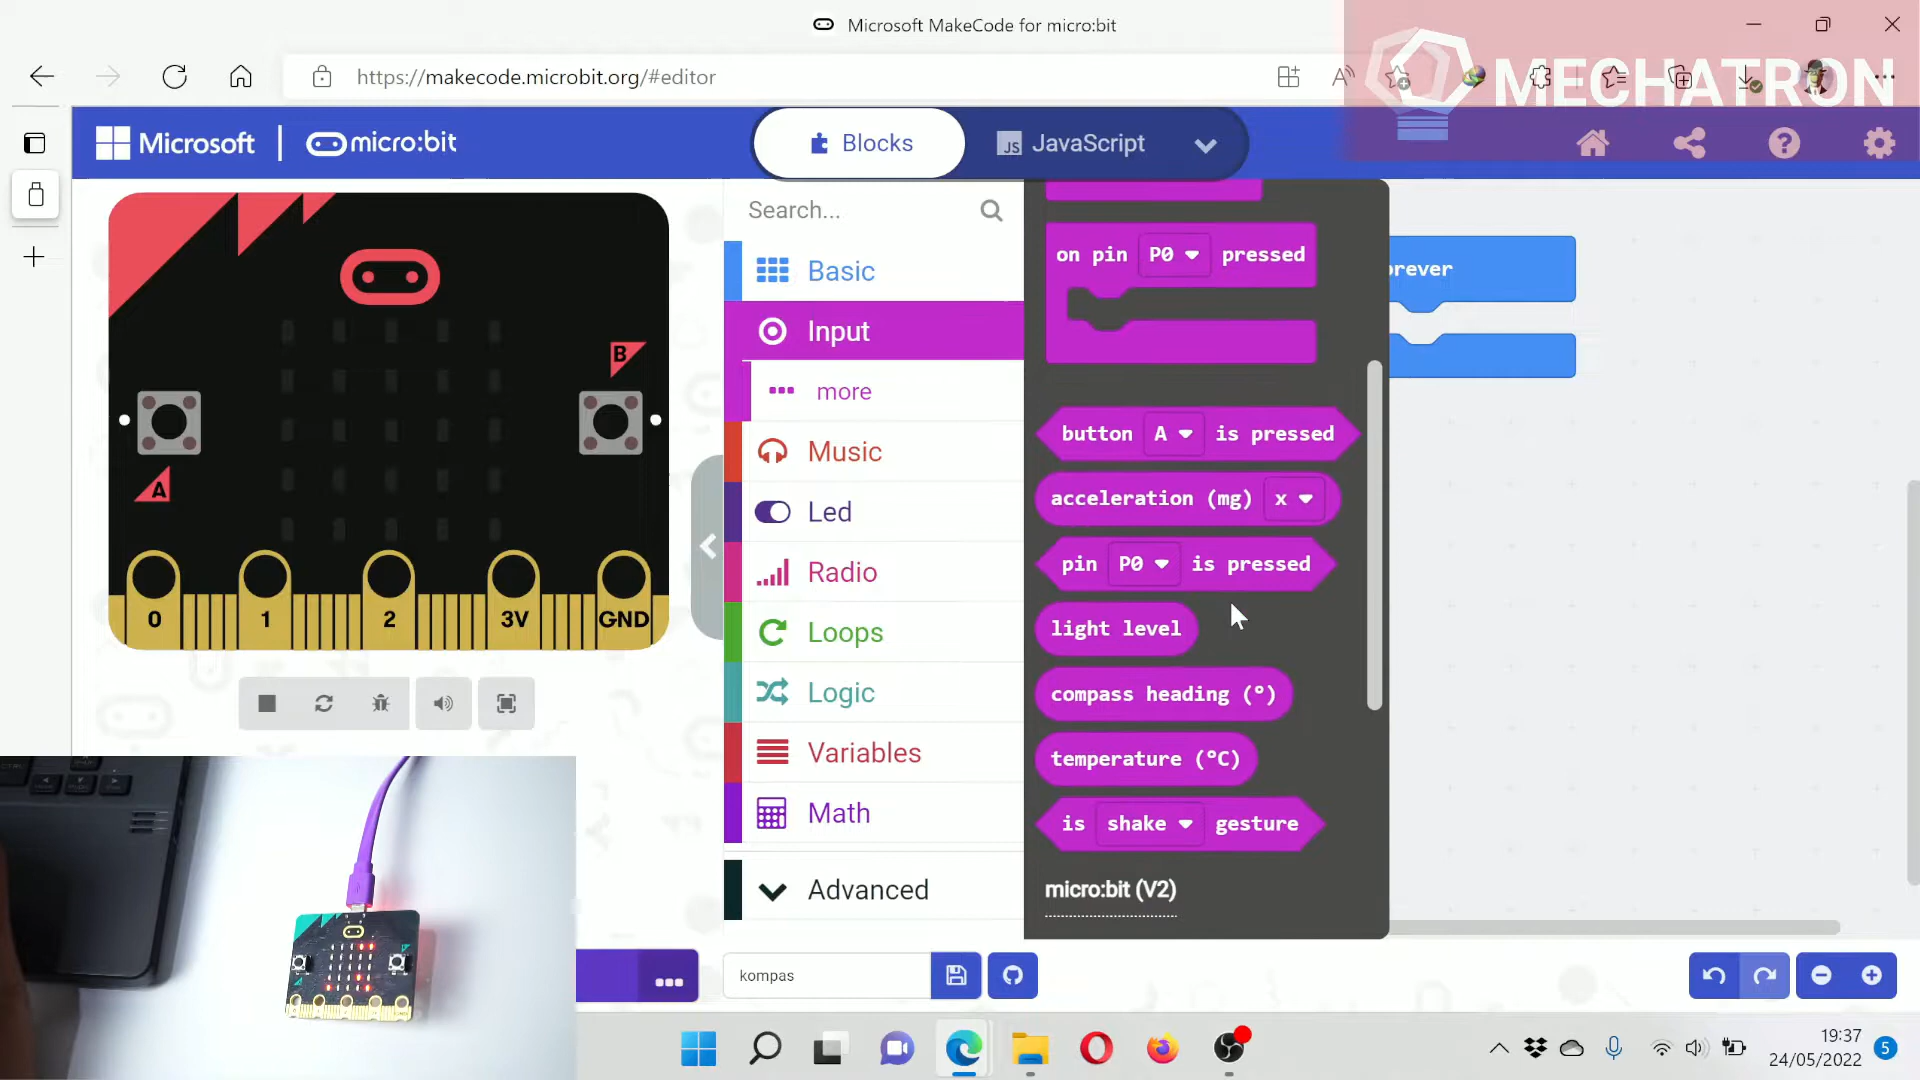 Microsoft MakeCode for micro:bit
https://makecode.microbit.org/#editor
MECHATRON
Microsoft
micro:bit
Blocks
JS JavaScript
Search...
Basic
Input
more
Music
Led
Radio
Loops
Logic
Variables
Math
Advanced
on pin P0 pressed
button A is pressed
acceleration (mg) x
pin P0 is pressed
light level
compass heading (°)
temperature (°C)
is shake gesture
micro:bit (V2)
rever
B
A
0 1 2 3V GND
kompas
19:37
24/05/2022
5